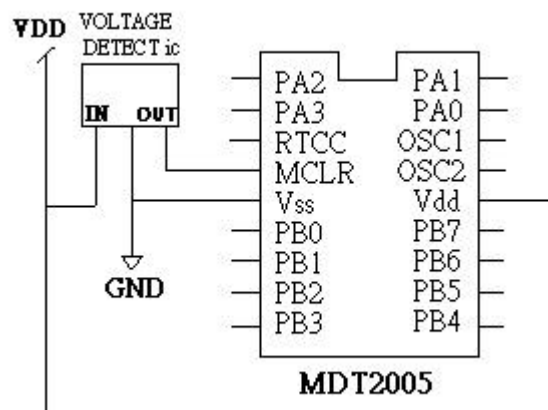 VDD
VOLTAGE
DETECT ic
IN OUT
GND
PA2 PA1
PA3 PA0
RTCC OSC1
MCLR OSC2
Vss Vdd
PB0 PB7
PB1 PB6
PB2 PB5
PB3 PB4
MDT2005